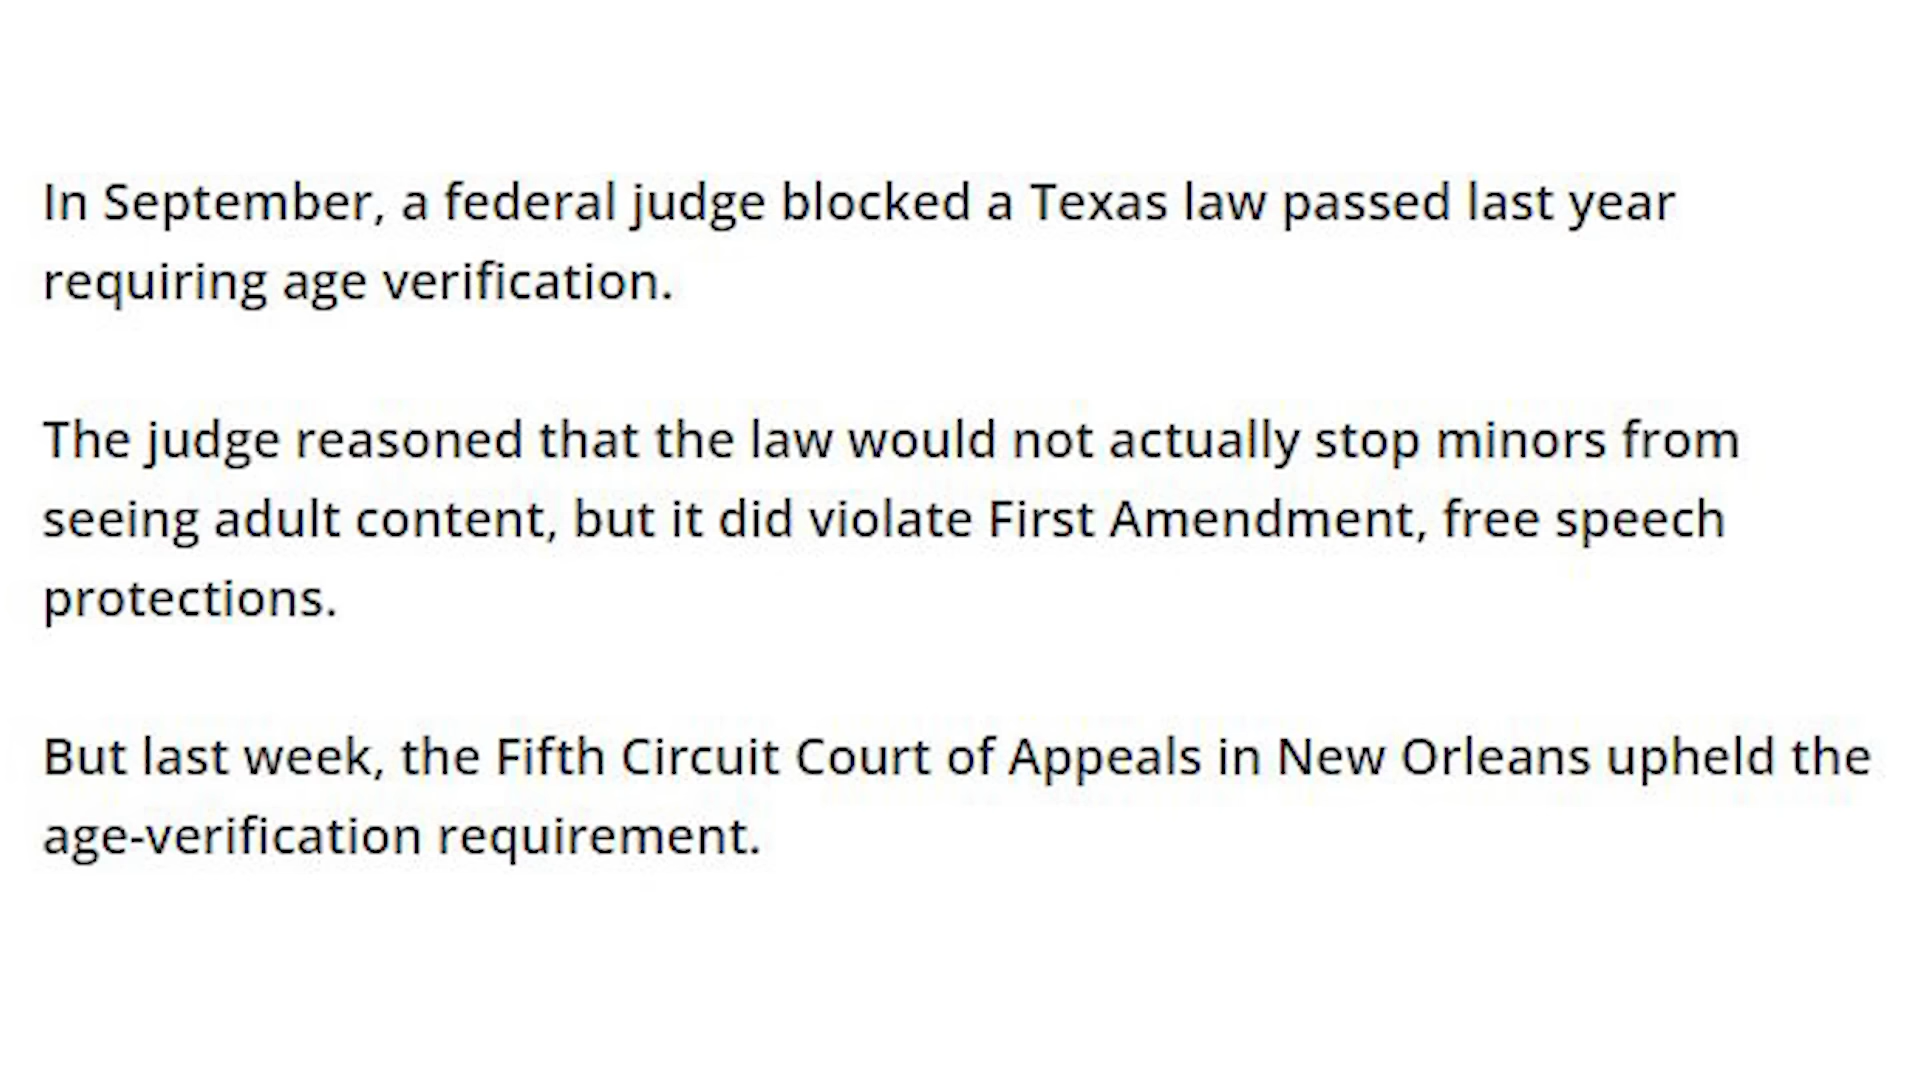 In September, a federal judge blocked a Texas law passed last year
requiring age verification.
The judge reasoned that the law would not actually stop minors from
seeing adult content, but it did violate First Amendment, free speech
protections.
But last week, the Fifth Circuit Court of Appeals in New Orleans upheld the
age-verification requirement.